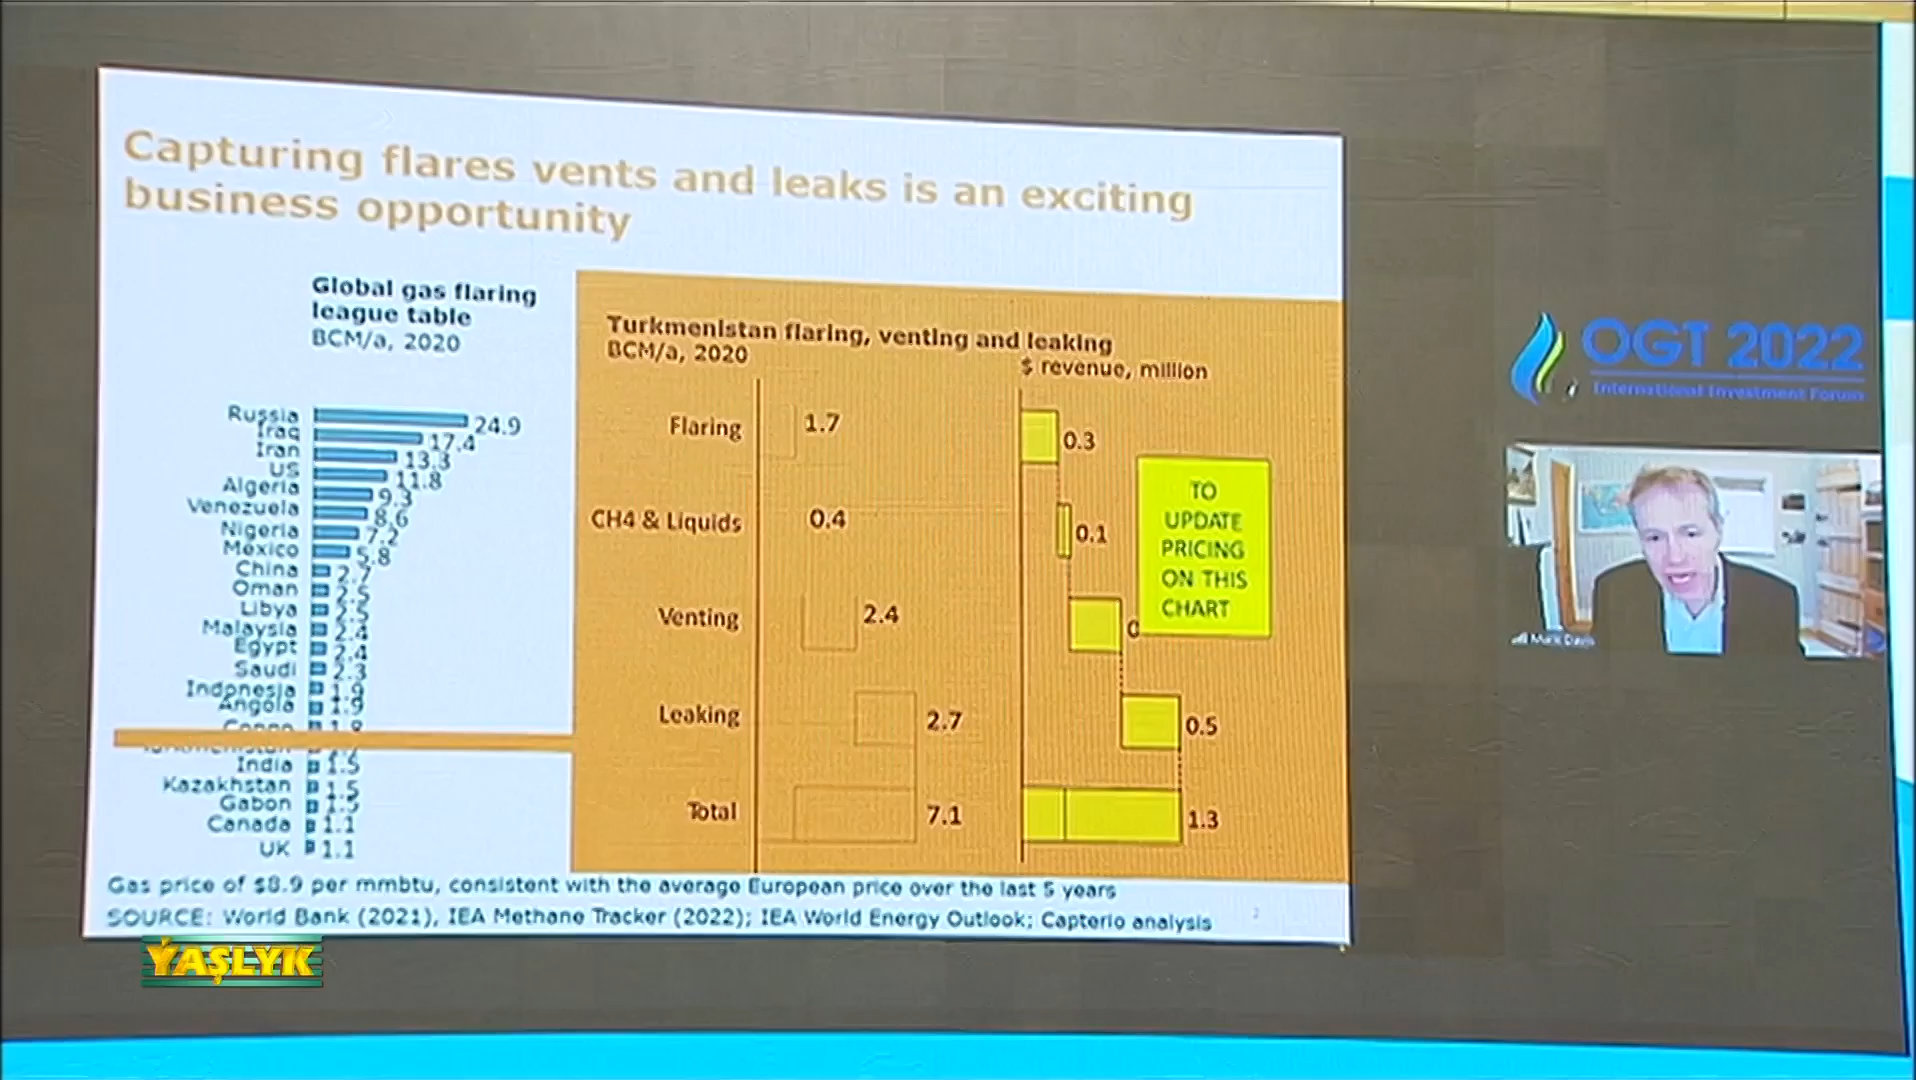 Capturing flares vents and leaks is an exciting
business opportunity
Global gas flaring
league table
BCM/a, 2020
Russia 24.9
Iraq 17.4
Iran 13.3
US 11.8
Algeria 9.3
Venezuela 8.6
Nigeria 7.2
Mexico 5.8
China 2.7
Oman 2.5
Libya 2.5
Malaysia 2.4
Egypt 2.4
Saudi 2.3
Indonesia 1.9
Angola 1.9
India 1.5
Kazakhstan 1.5
Gabon 1.5
Canada 1.1
UK 1.1
Turkmenistan flaring, venting and leaking
BCM/a, 2020
$ revenue, million
Flaring 1.7 0.3
CH4 & Liquids 0.4 0.1
Venting 2.4
Leaking 2.7 0.5
Total 7.1 1.3
TO
UPDATE
PRICING
ON THIS
CHART
Gas price of $8.9 per mmbtu, consistent with the average European price over the last 5 years
SOURCE: World Bank (2021), IEA Methane Tracker (2022); IEA World Energy Outlook; Capterio analysis
2
OGT 2022
International Investment Forum
Mark Davis
ÝAŞLYK